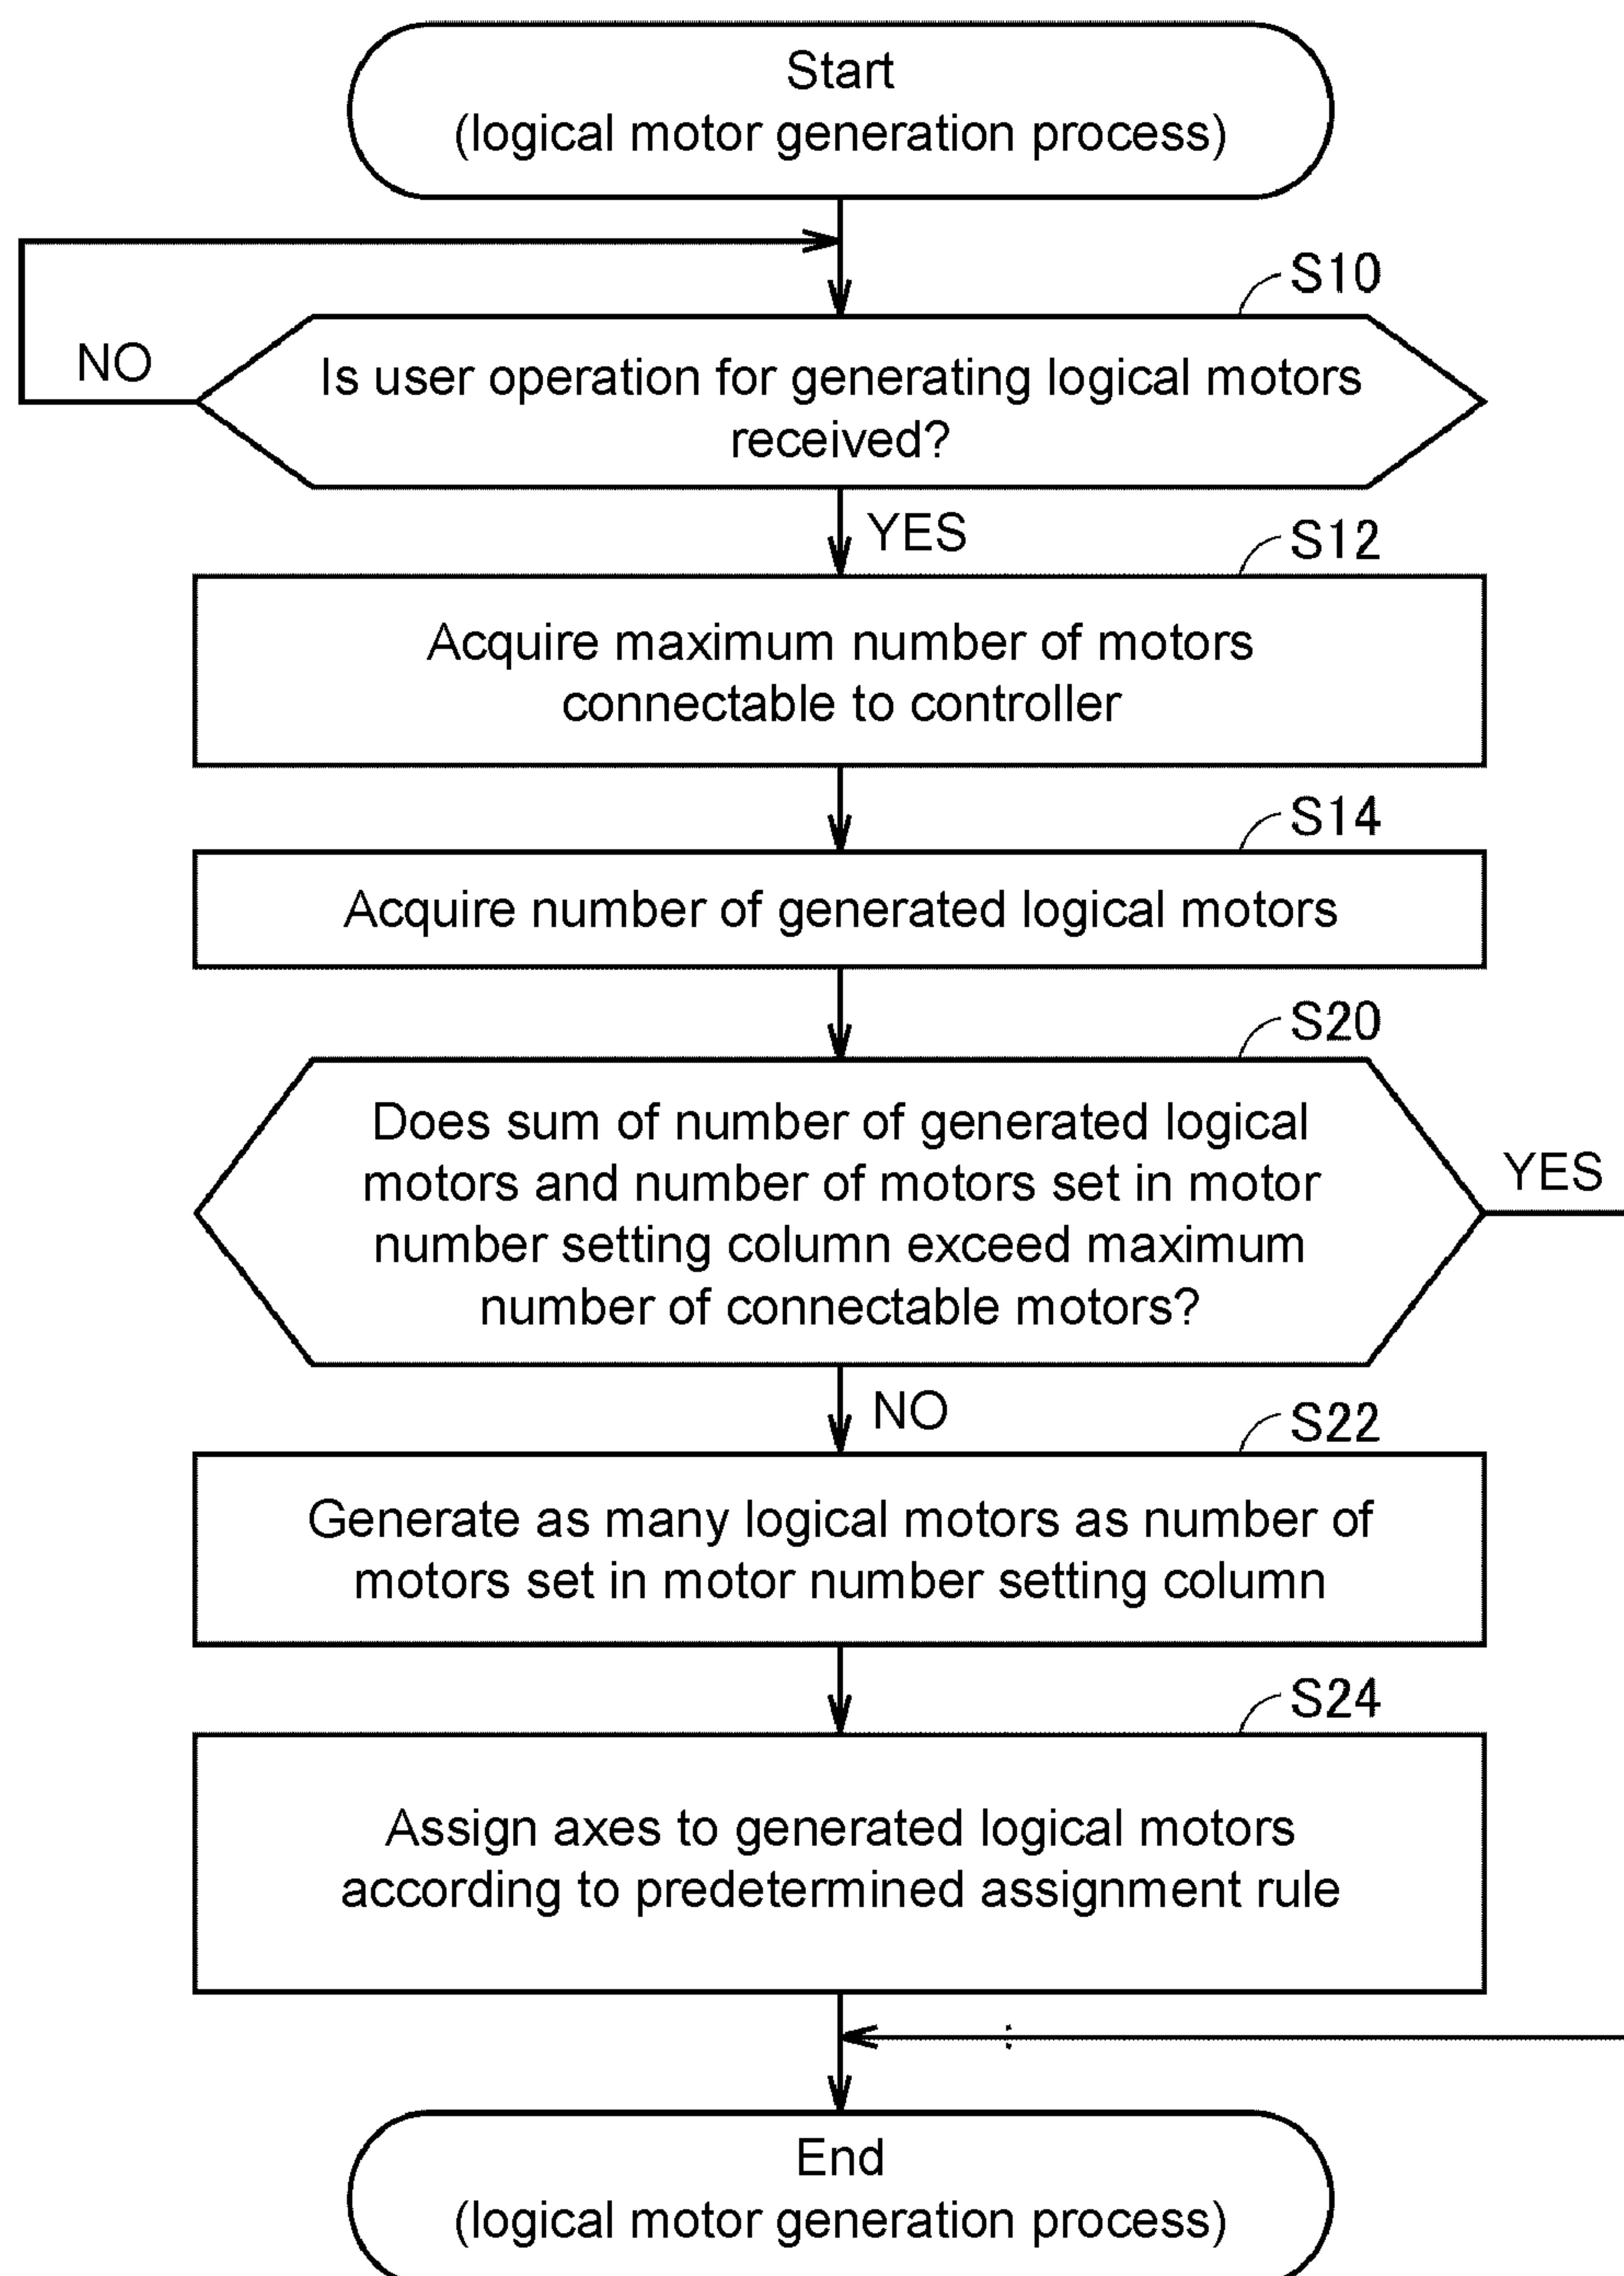 Start
(logical motor generation process)
S10
NO
Is user operation for generating logical motors
received?
YES
S12
Acquire maximum number of motors
connectable to controller
S14
Acquire number of generated logical motors
S20
Does sum of number of generated logical
motors and number of motors set in motor
number setting column exceed maximum
number of connectable motors?
YES
NO
S22
Generate as many logical motors as number of
motors set in motor number setting column
S24
Assign axes to generated logical motors
according to predetermined assignment rule
End
(logical motor generation process)